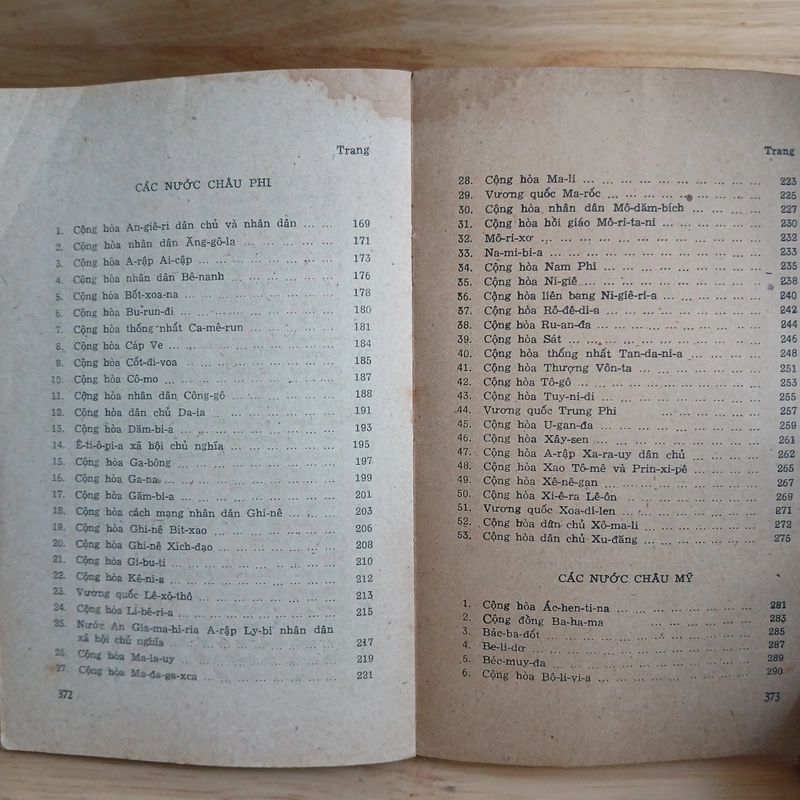 Trang
CÁC NƯỚC CHÂU PHI
1. Cộng hòa An-giê-ri dân chủ và nhân dân ... ... 169
2. Cộng hòa nhân dân Ăng-gô-la ... ... ... ... 171
3. Cộng hòa A-rập Ai-cập ... ... ... ... ... 173
4. Cộng hòa nhân dân Bê-nanh ... ... ... ... 176
5. Cộng hòa Bốt-xoa-na ... ... ... ... ... ... 178
6. Cộng hòa Bu-run-đi ... ... ... ... ... ... 180
7. Cộng hòa thống nhất Ca-mê-run ... ... ... ... 181
8. Cộng hòa Cáp Ve ... ... ... ... ... ... 184
9. Cộng hòa Cốt-đi-voa ... ... ... ... ... ... 185
10. Cộng hòa Cô-mo ... ... ... ... ... ... ... 187
11. Cộng hòa nhân dân Công-gô ... ... ... ... 188
12. Cộng hòa dân chủ Da-ia ... ... ... ... ... 191
13. Cộng hòa Dăm-bi-a ... ... ... ... ... ... 193
14. Ê-ti-ô-pi-a xã hội chủ nghĩa ... ... ... ... 195
15. Cộng hòa Ga-bông ... ... ... ... ... ... 197
16. Cộng hòa Ga-na ... ... ... ... ... ... ... 199
17. Cộng hòa Găm-bi-a ... ... ... ... ... ... 201
18. Cộng hòa cách mạng nhân dân Ghi-nê ... ... 203
19. Cộng hòa Ghi-nê Bít-xao ... ... ... ... ... 206
20. Cộng hòa Ghi-nê Xích-đạo ... ... ... ... ... 208
21. Cộng hòa Gi-bu-ti ... ... ... ... ... ... 210
22. Cộng hòa Kê-ni-a ... ... ... ... ... ... 212
23. Vương quốc Lê-xô-thô ... ... ... ... ... 213
24. Cộng hòa Li-bê-ri-a ... ... ... ... ... ... 215
25. Nước An Gia-ma-hi-ria A-rập Ly-bi nhân dân
xã hội chủ nghĩa ... ... ... ... ... ... ... 217
26. Cộng hòa Ma-la-uy ... ... ... ... ... ... 219
27. Cộng hòa Ma-đa-ga-xca ... ... ... ... ... 221
372
Trang
28. Cộng hòa Ma-li ... ... ... ... ... ... ... 223
29. Vương quốc Ma-rốc ... ... ... ... ... ... 225
30. Cộng hòa nhân dân Mô-dăm-bích ... ... ... ... 227
31. Cộng hòa hồi giáo Mô-ri-ta-ni ... ... ... ... 230
32. Mô-ri-xơ ... ... ... ... ... ... ... ... 232
33. Na-mi-bi-a ... ... ... ... ... ... ... ... 233
34. Cộng hòa Nam Phi ... ... ... ... ... ... 235
35. Cộng hòa Ni-giê ... ... ... ... ... ... ... 238
36. Cộng hòa liên bang Ni-giê-ri-a ... ... ... ... 240
37. Cộng hòa Rô-đê-di-a ... ... ... ... ... ... 242
38. Cộng hòa Ru-an-đa ... ... ... ... ... ... 244
39. Cộng hòa Sát ... ... ... ... ... ... ... 246
40. Cộng hòa thống nhất Tan-da-ni-a ... ... ... 248
41. Cộng hòa Thượng Vôn-ta ... ... ... ... ... 251
42. Cộng hòa Tô-gô ... ... ... ... ... ... ... 253
43. Cộng hòa Tuy-ni-di ... ... ... ... ... ... 255
44. Vương quốc Trung Phi ... ... ... ... ... 257
45. Cộng hòa U-gan-đa ... ... ... ... ... ... 259
46. Cộng hòa Xây-sen ... ... ... ... ... ... 261
47. Cộng hòa A-rập Xa-ra-uy dân chủ ... ... ... 262
48. Cộng hòa Xao Tô-mê và Prin-xi-pê ... ... ... 265
49. Cộng hòa Xê-nê-gan ... ... ... ... ... ... 267
50. Cộng hòa Xi-ê-ra Lê-ôn ... ... ... ... ... 269
51. Vương quốc Xoa-di-len ... ... ... ... ... 271
52. Cộng hòa dân chủ Xô-ma-li ... ... ... ... 272
53. Cộng hòa dân chủ Xu-đăng ... ... ... ... ... 275
CÁC NƯỚC CHÂU MỸ
1. Cộng hòa Ác-hen-ti-na ... ... ... ... ... ... 281
2. Cộng đồng Ba-ha-ma ... ... ... ... ... ... 283
3. Bác-ba-dốt ... ... ... ... ... ... ... ... 285
4. Be-li-dơ ... ... ... ... ... ... ... ... 287
5. Béc-muy-đa ... ... ... ... ... ... ... ... 289
6. Cộng hòa Bô-li-vi-a ... ... ... ... ... ... 290
373